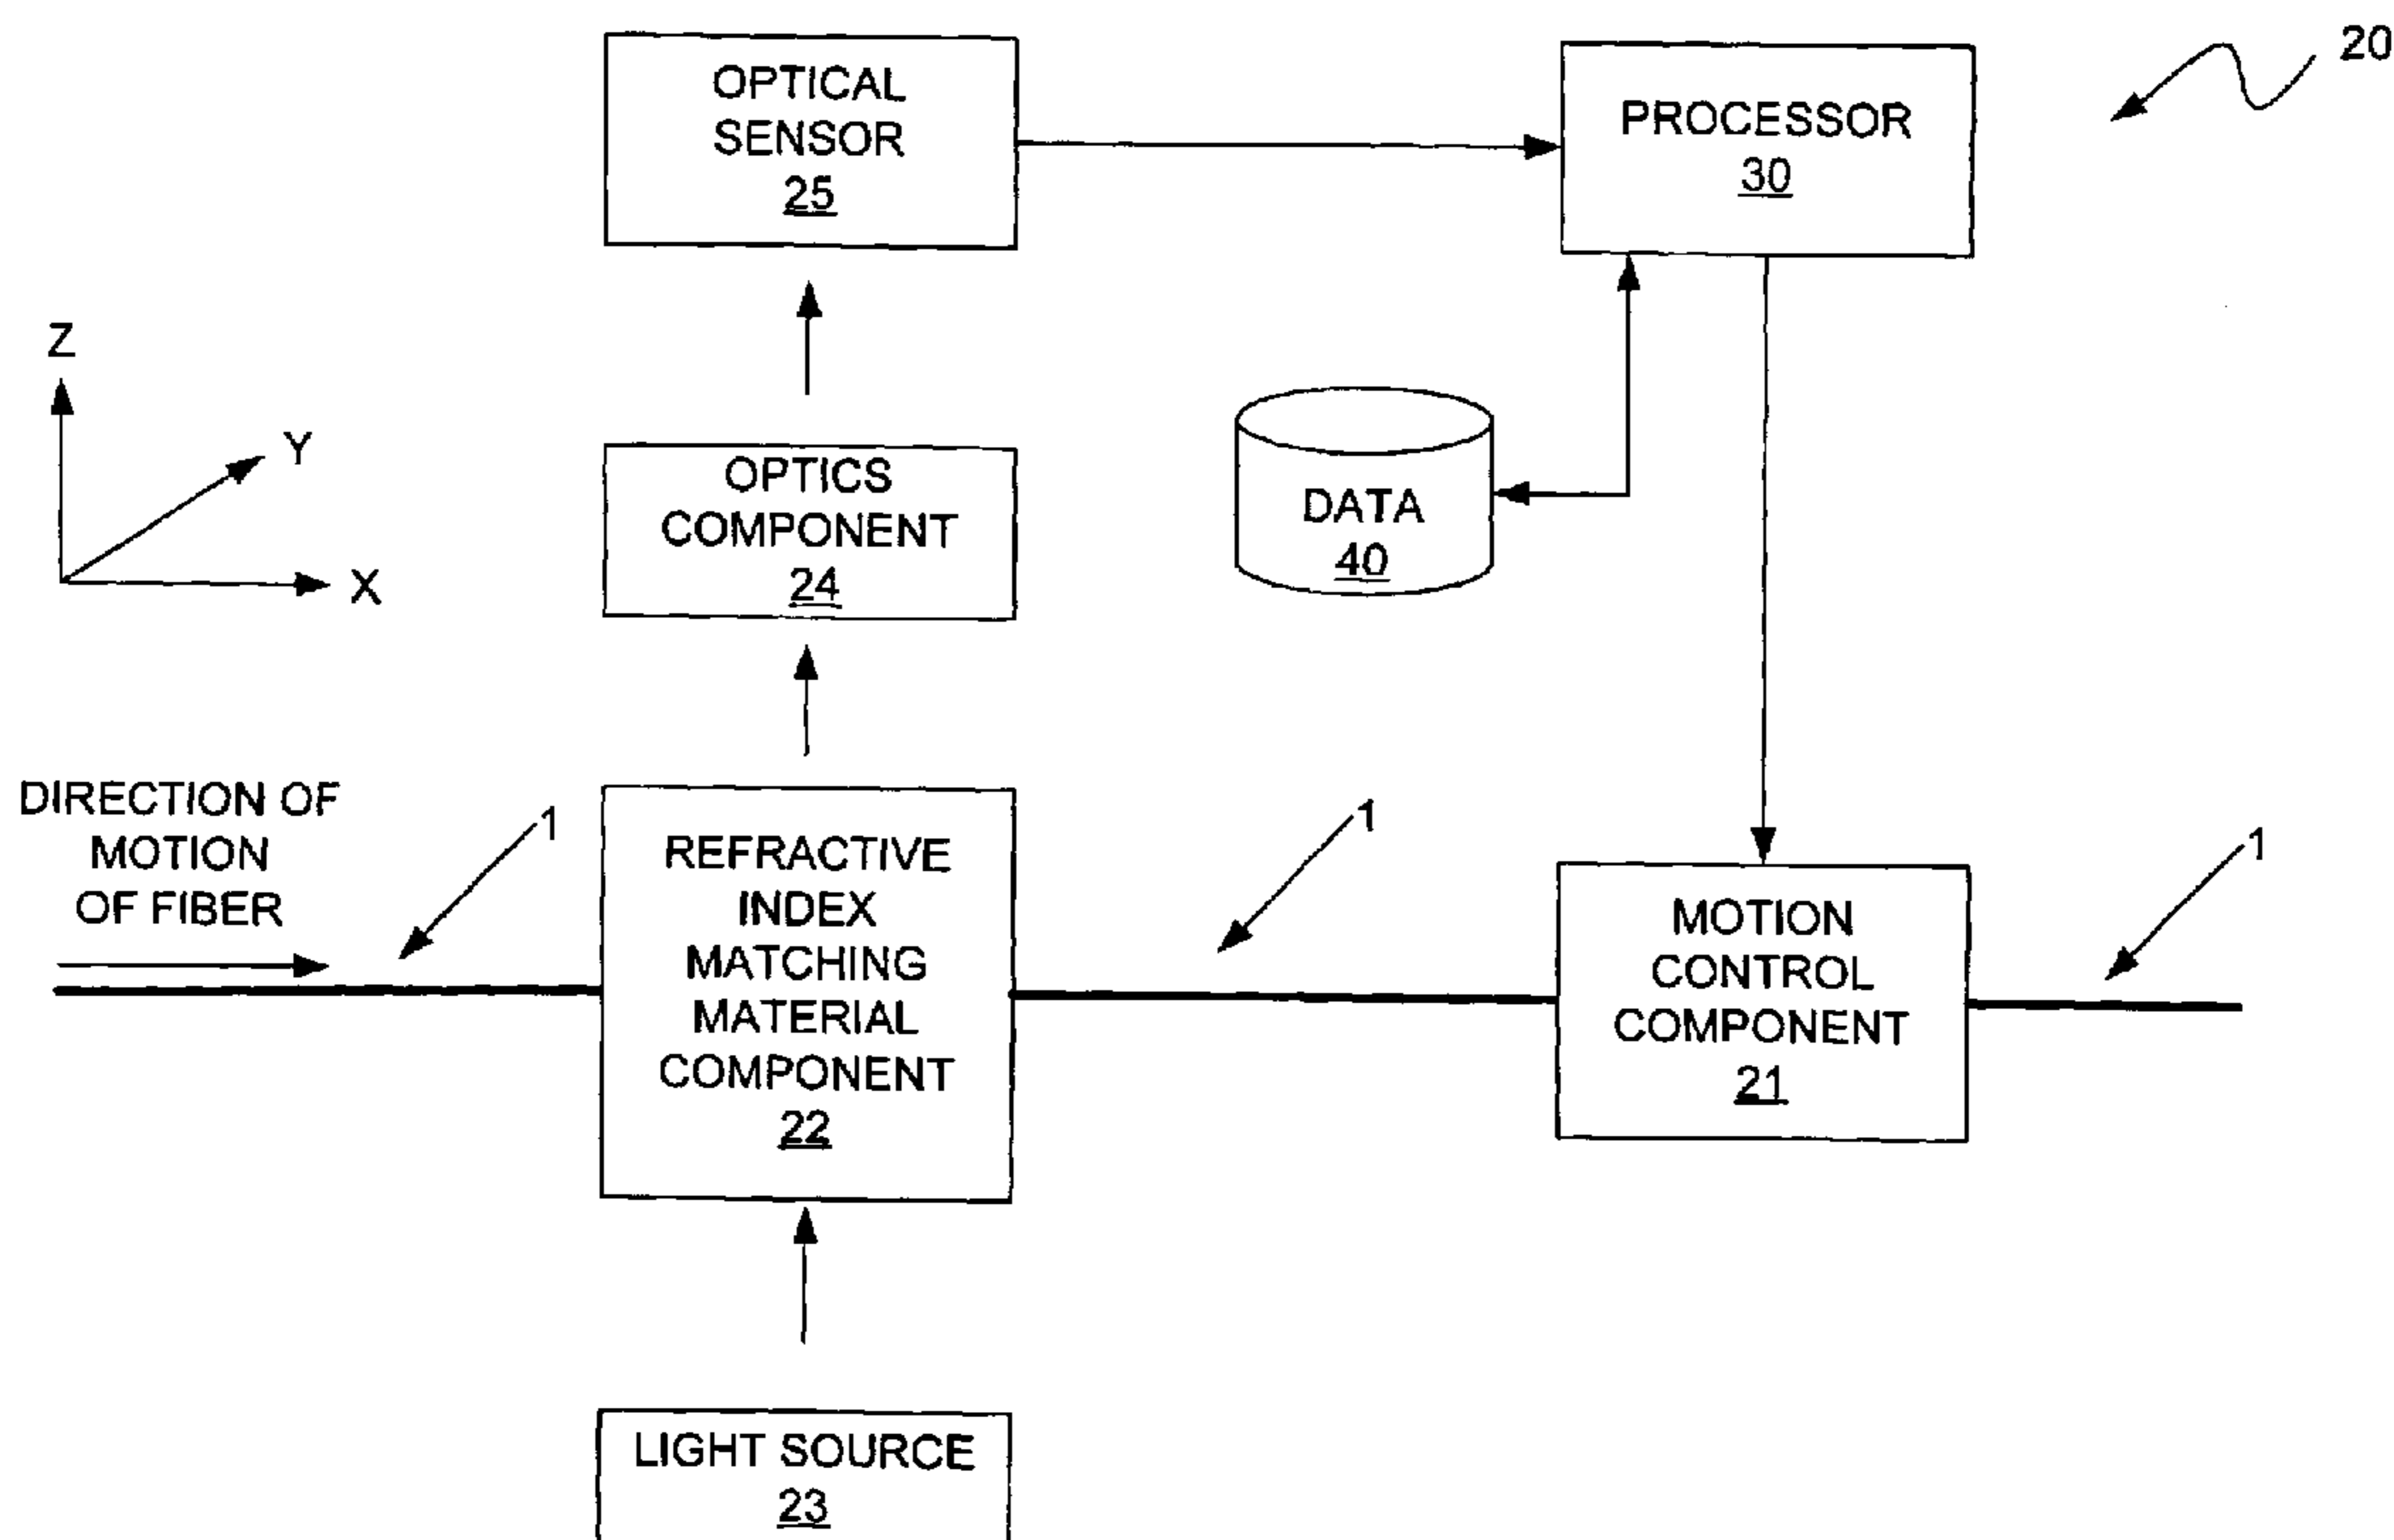 20
OPTICAL
SENSOR
25
PROCESSOR
30
Z
Y
X
OPTICS
COMPONENT
24
DATA
40
DIRECTION OF
MOTION
OF FIBER
1
REFRACTIVE
INDEX
MATCHING
MATERIAL
COMPONENT
22
1
MOTION
CONTROL
COMPONENT
21
1
LIGHT SOURCE
23